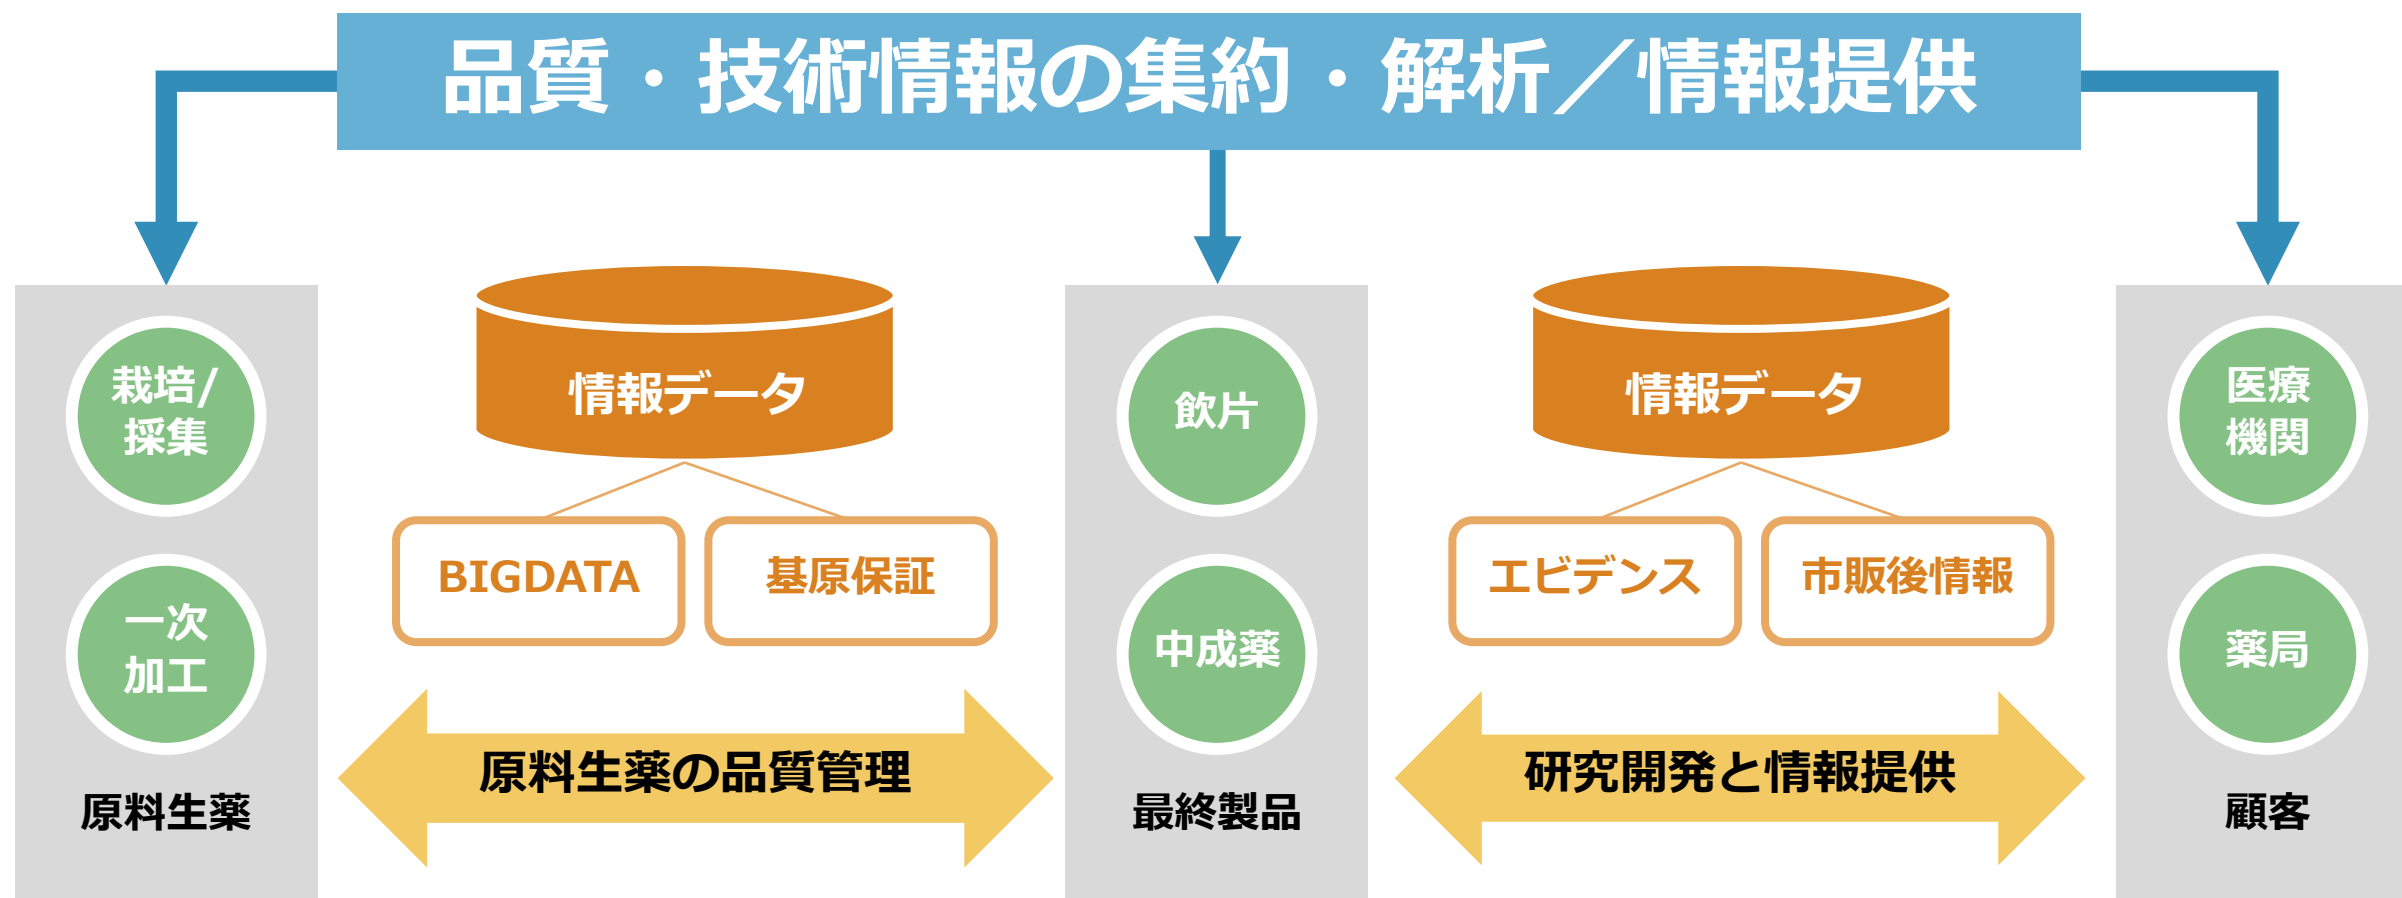 品質・技術情報の集約・解析／情報提供
栽培/
採集
一次
加工
原料生薬
情報データ
BIGDATA
基原保証
原料生薬の品質管理
飲片
中成薬
最終製品
情報データ
エビデンス
市販後情報
研究開発と情報提供
医療
機関
薬局
顧客